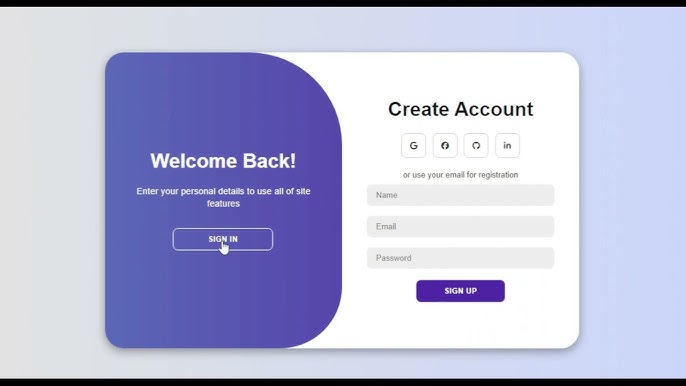 Welcome Back!
Enter your personal details to use all of site
features
SIGN IN
Create Account
G
in
or use your email for registration
Name
Email
Password
SIGN UP